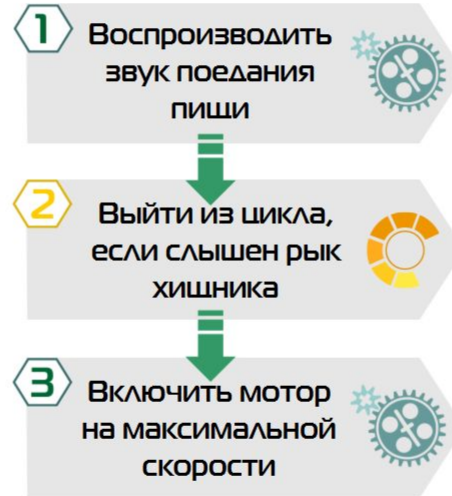 1
Воспроизводить
звук поедания
пищи
2
Выйти из цикла,
если слышен рык
хищника
3
Включить мотор
на максимальной
скорости